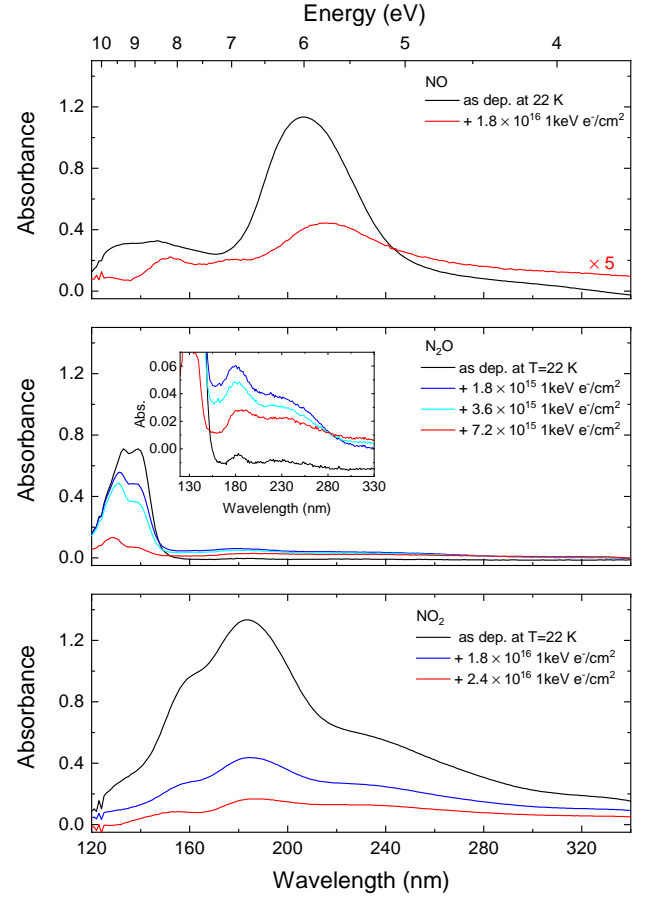 Energy (eV)
10 9 8 7 6 5 4
Absorbance
1.2
0.8
0.4
0.0
NO
as dep. at 22 K
+ 1.8 × 10¹⁶ 1keV e⁻/cm²
× 5
Absorbance
1.2
0.8
0.4
0.0
N₂O
as dep. at T=22 K
+ 1.8 × 10¹⁵ 1keV e⁻/cm²
+ 3.6 × 10¹⁵ 1keV e⁻/cm²
+ 7.2 × 10¹⁵ 1keV e⁻/cm²
Abs.
0.06
0.04
0.02
0.00
130 180 230 280 330
Wavelength (nm)
Absorbance
1.2
0.8
0.4
0.0
NO₂
as dep. at T=22 K
+ 1.8 × 10¹⁶ 1keV e⁻/cm²
+ 2.4 × 10¹⁶ 1keV e⁻/cm²
120 160 200 240 280 320
Wavelength (nm)